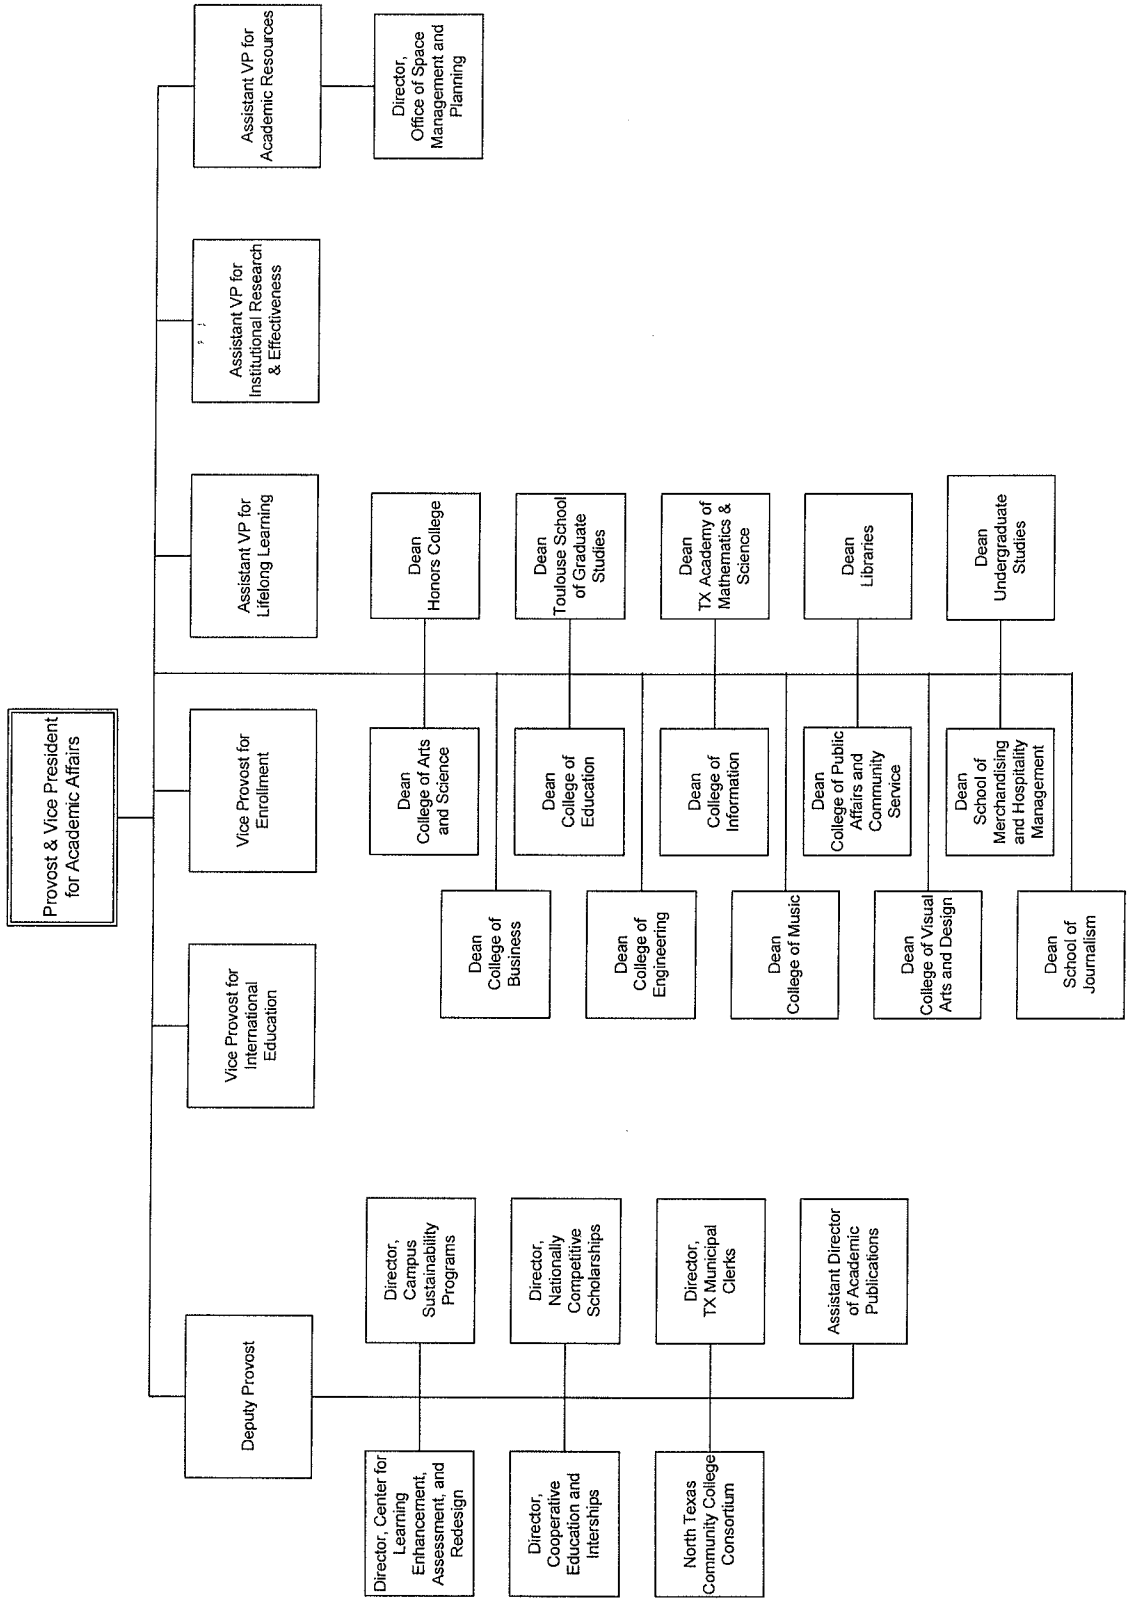 Provost & Vice President
for Academic Affairs
Deputy Provost
Vice Provost for
International
Education
Vice Provost for
Enrollment
Assistant VP for
Lifelong Learning
Assistant VP for
Institutional Research
& Effectiveness
Assistant VP for
Academic Resources
Director, Center for
Learning
Enhancement,
Assessment, and
Redesign
Director,
Campus
Sustainability
Programs
Director,
Cooperative
Education and
Interships
Director,
Nationally
Competitive
Scholarships
North Texas
Community College
Consortium
Director,
TX Municipal
Clerks
Assistant Director
of Academic
Publications
Dean
College of Arts
and Science
Dean
Honors College
Dean
College of
Business
Dean
College of
Education
Dean
Toulouse School
of Graduate
Studies
Dean
College of
Engineering
Dean
College of
Information
Dean
TX Academy of
Mathematics &
Science
Dean
College of Music
Dean
College of Public
Affairs and
Community
Service
Dean
Libraries
Dean
College of Visual
Arts and Design
Dean
School of
Merchandising
and Hospitality
Management
Dean
Undergraduate
Studies
Dean
School of
Journalism
Director,
Office of Space
Management and
Planning